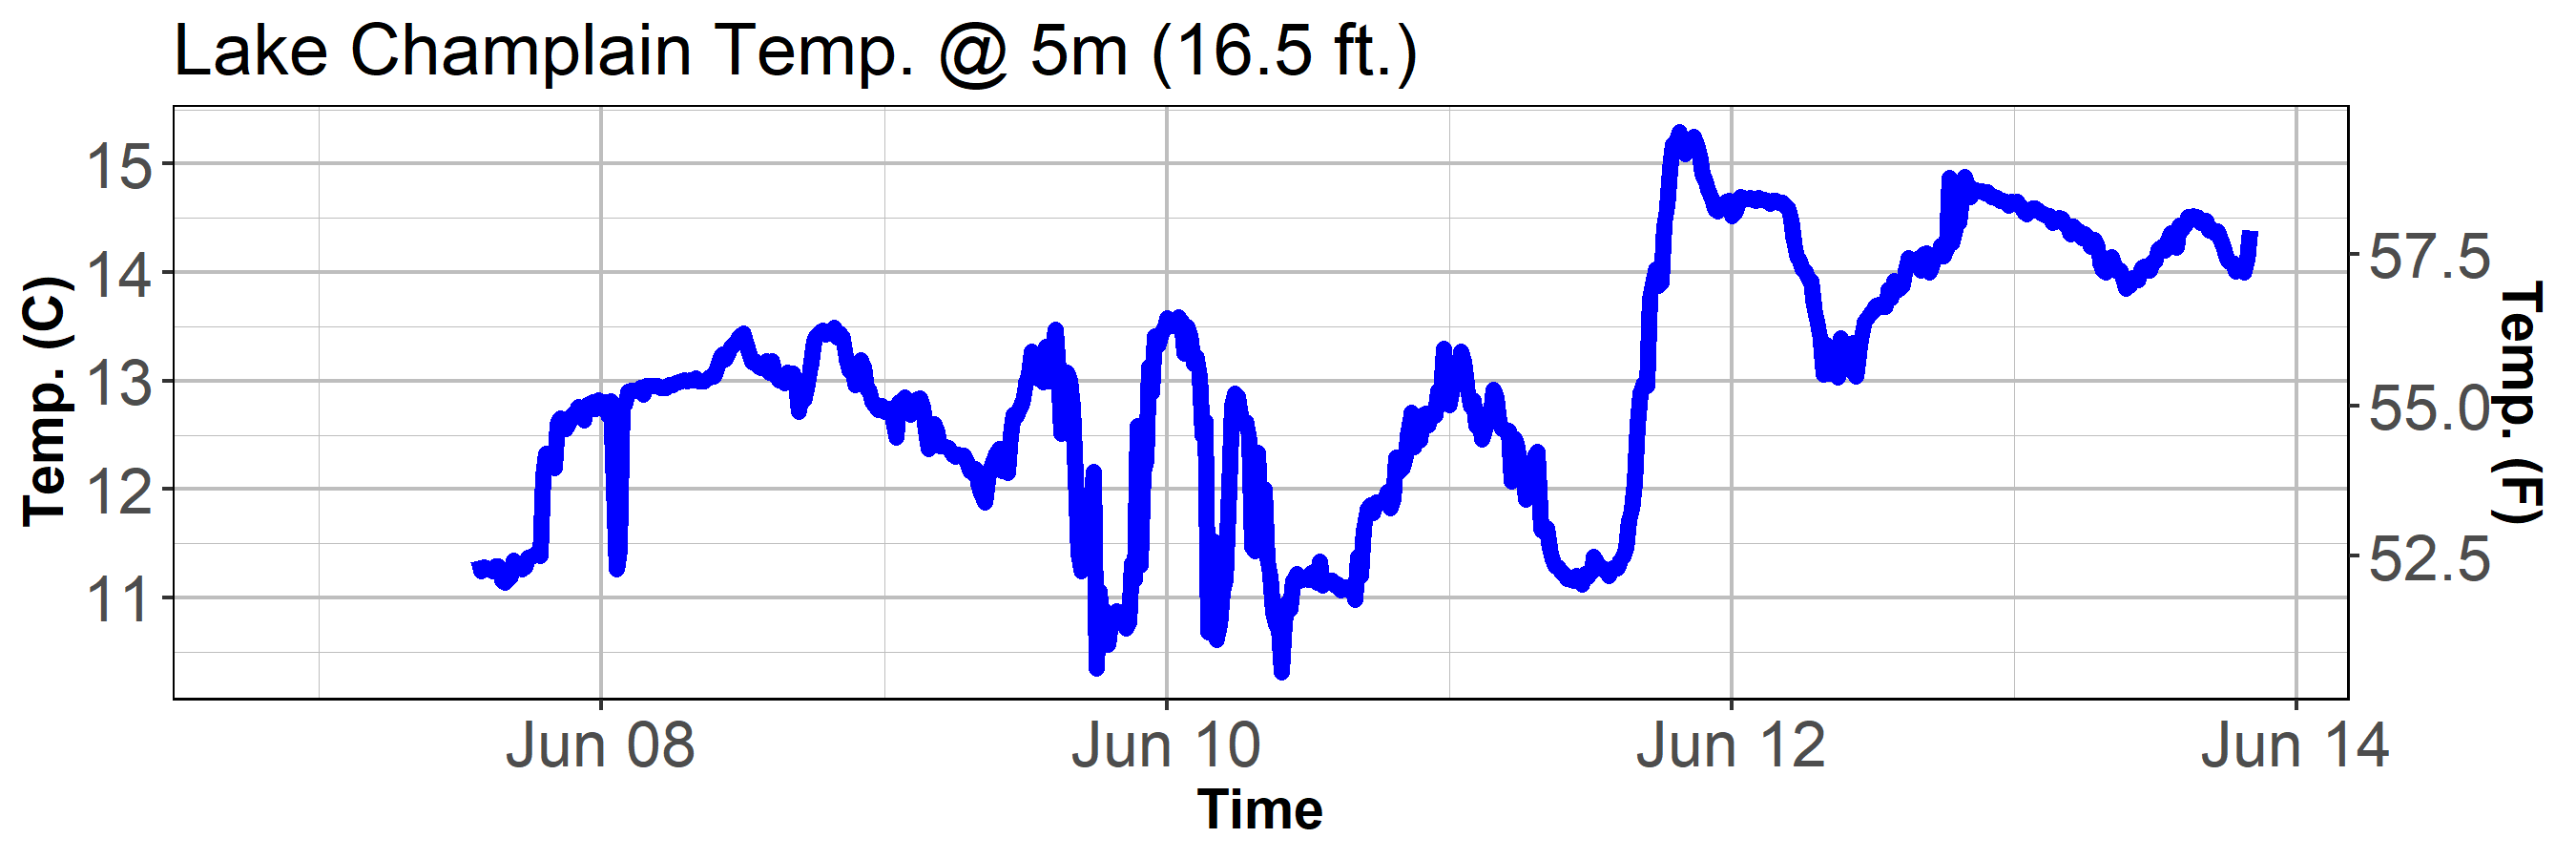 Lake Champlain Temp. @ 5m (16.5 ft.)
Temp. (C)
15
14
13
12
11
57.5
55.0
52.5
Temp. (F)
Jun 08 Jun 10 Jun 12 Jun 14
Time